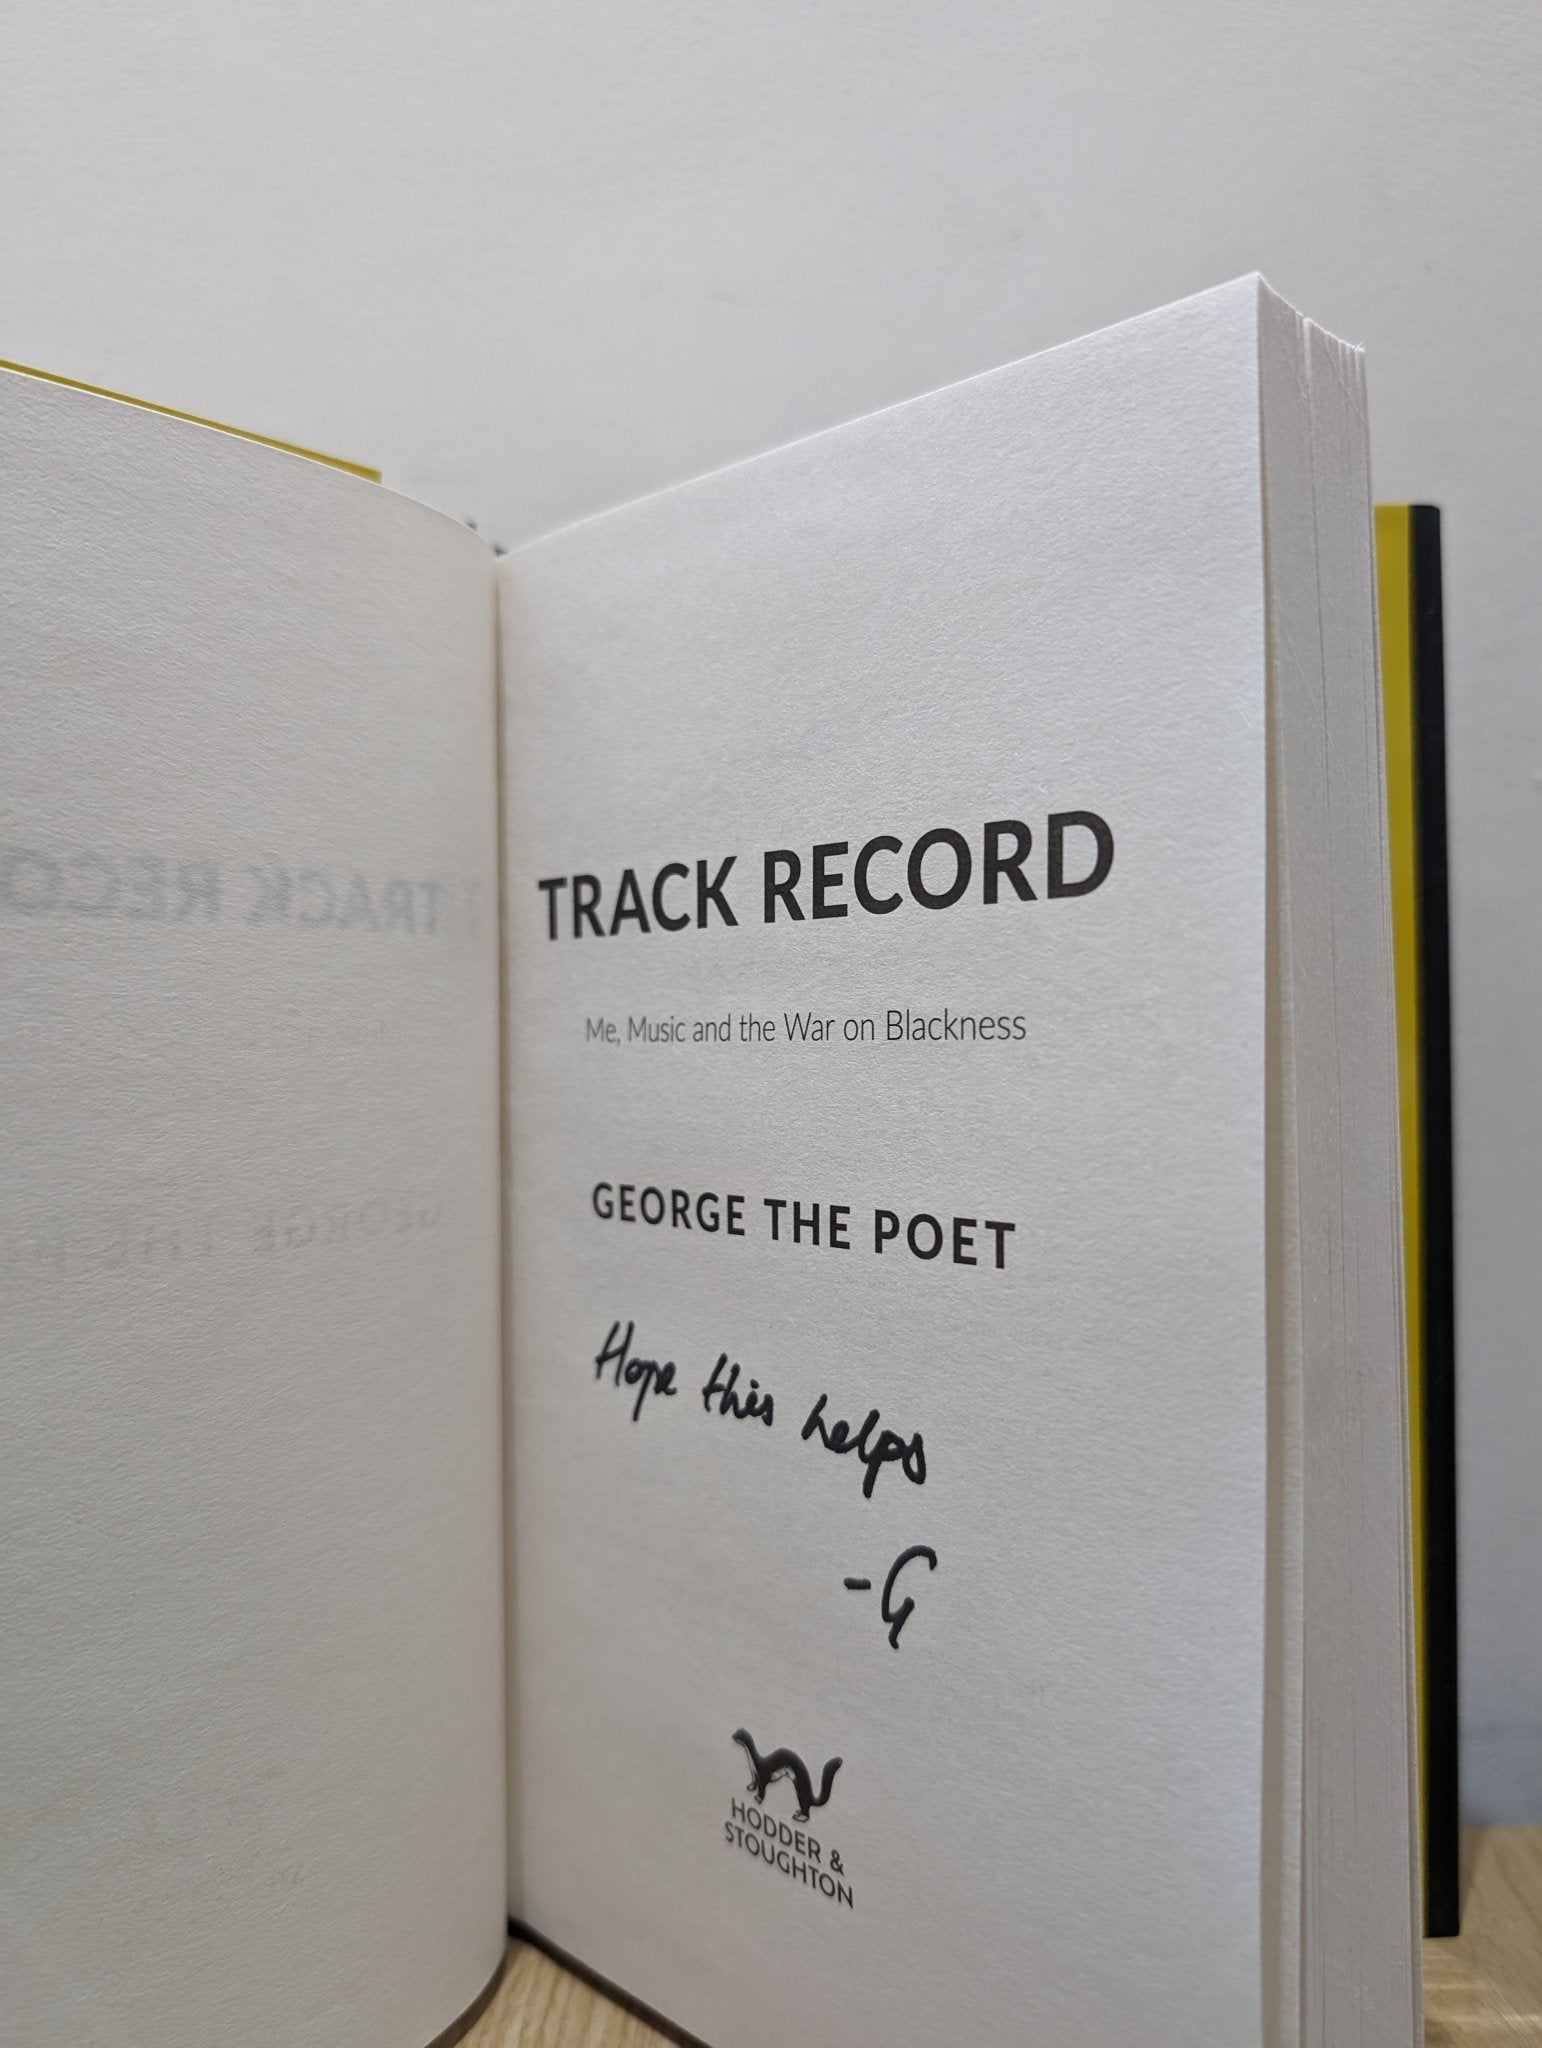 TRACK RECORD
Me, Music and the War on Blackness
GEORGE THE POET
Hope this helps
-G
HODDER &
STOUGHTON